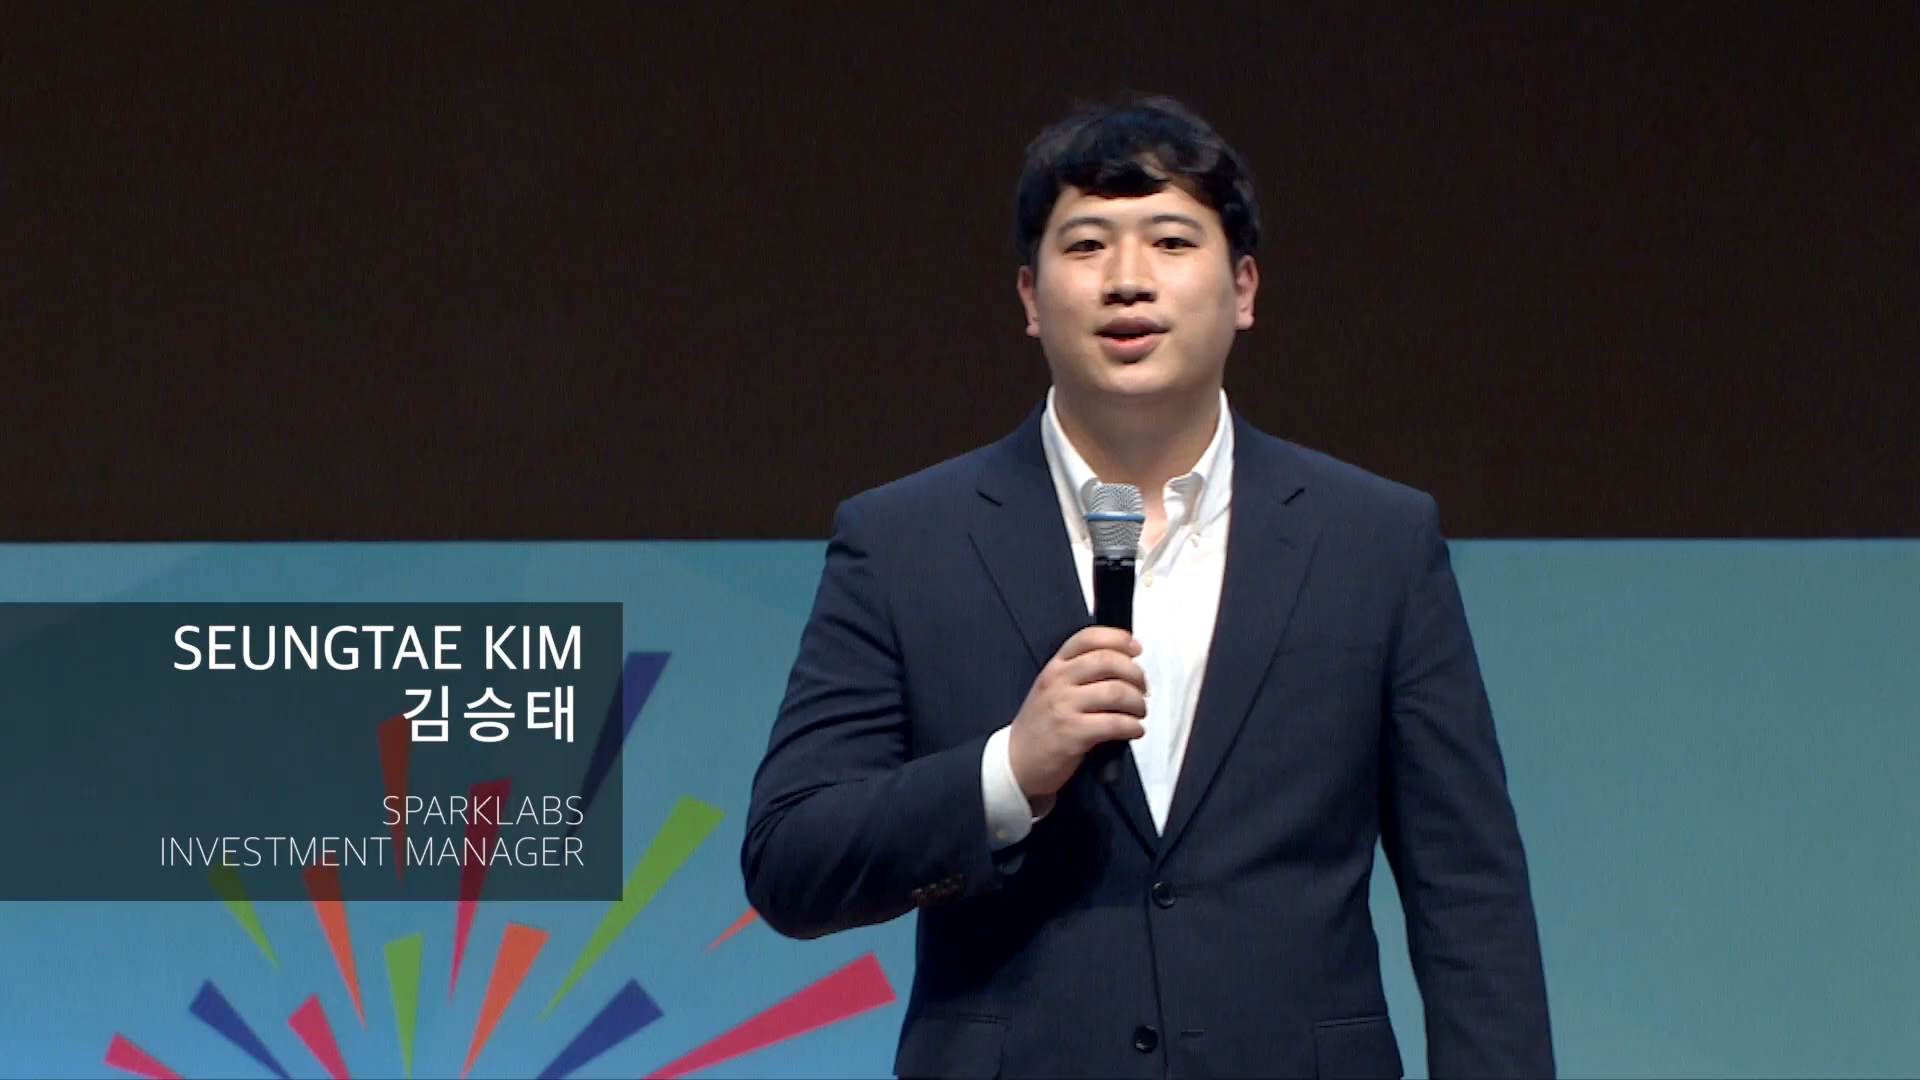 SEUNGTAE KIM
김승태
SPARKLABS
INVESTMENT MANAGER